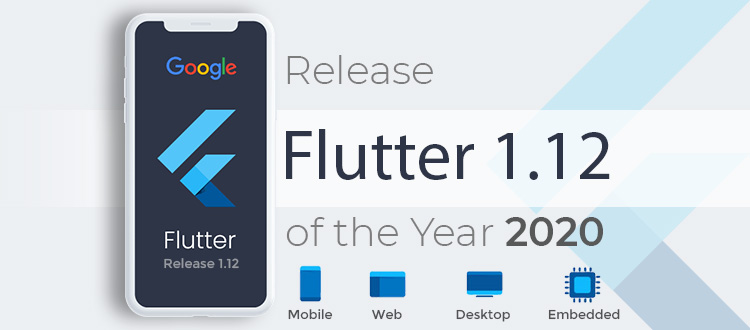 Google
Flutter
Release 1.12
Release
Flutter 1.12
of the Year 2020
Mobile
Web
Desktop
Embedded